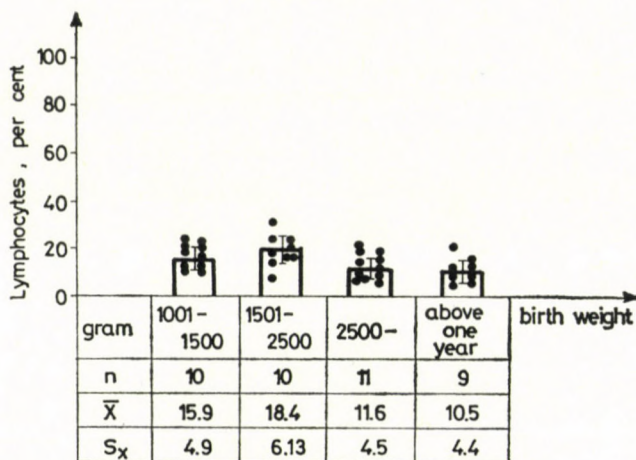 Lymphocytes, per cent
100
80
60
40
20
0
gram 1001- 1500 1501- 2500 2500- above one year birth weight
n 10 10 11 9
X̅ 15.9 18.4 11.6 10.5
Sx 4.9 6.13 4.5 4.4